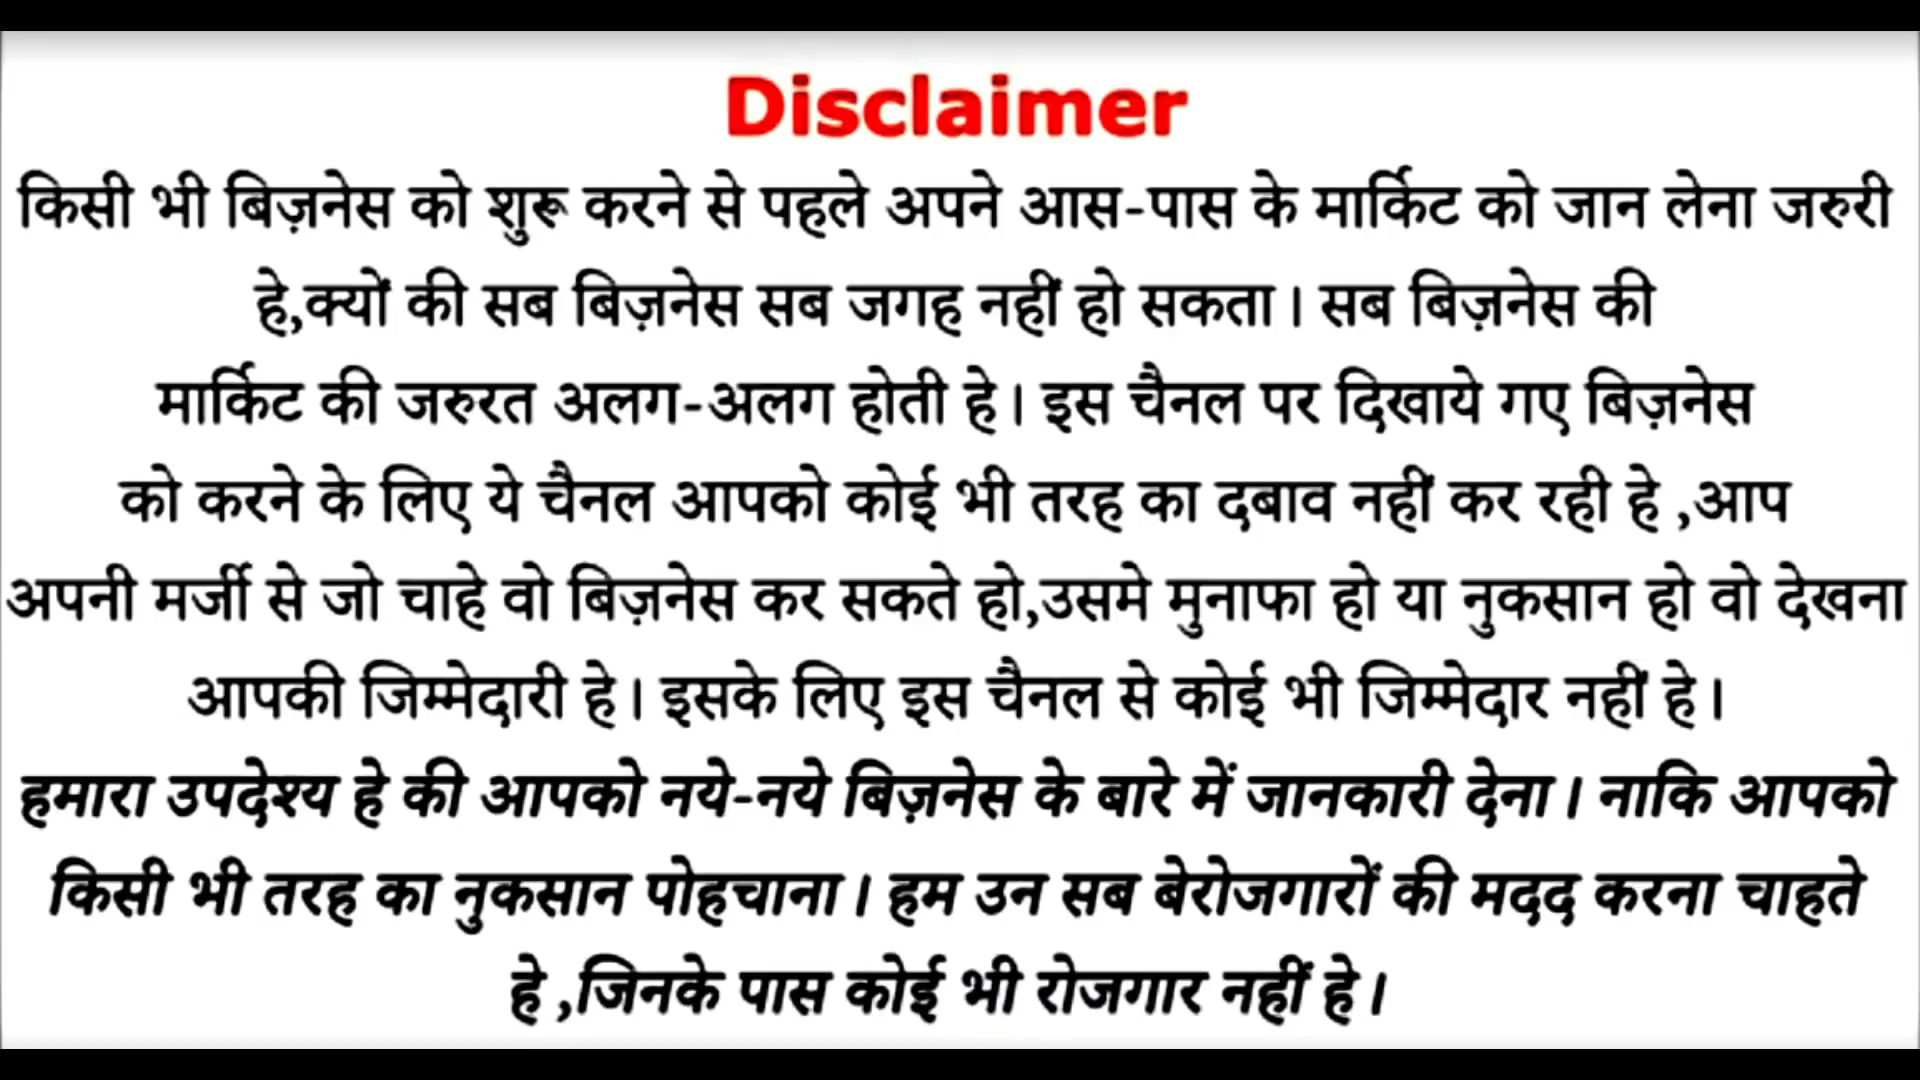 Disclaimer
किसी भी बिज़नेस को शुरू करने से पहले अपने आस-पास के मार्किट को जान लेना जरुरी
हे,क्यों की सब बिज़नेस सब जगह नहीं हो सकता। सब बिज़नेस की
मार्किट की जरुरत अलग-अलग होती हे। इस चैनल पर दिखाये गए बिज़नेस
को करने के लिए ये चैनल आपको कोई भी तरह का दबाव नहीं कर रही हे ,आप
अपनी मर्जी से जो चाहे वो बिज़नेस कर सकते हो,उसमे मुनाफा हो या नुकसान हो वो देखना
आपकी जिम्मेदारी हे। इसके लिए इस चैनल से कोई भी जिम्मेदार नहीं हे।
हमारा उपदेश्य हे की आपको नये-नये बिज़नेस के बारे में जानकारी देना। नाकि आपको
किसी भी तरह का नुकसान पोहचाना। हम उन सब बेरोजगारों की मदद करना चाहते
हे ,जिनके पास कोई भी रोजगार नहीं हे।